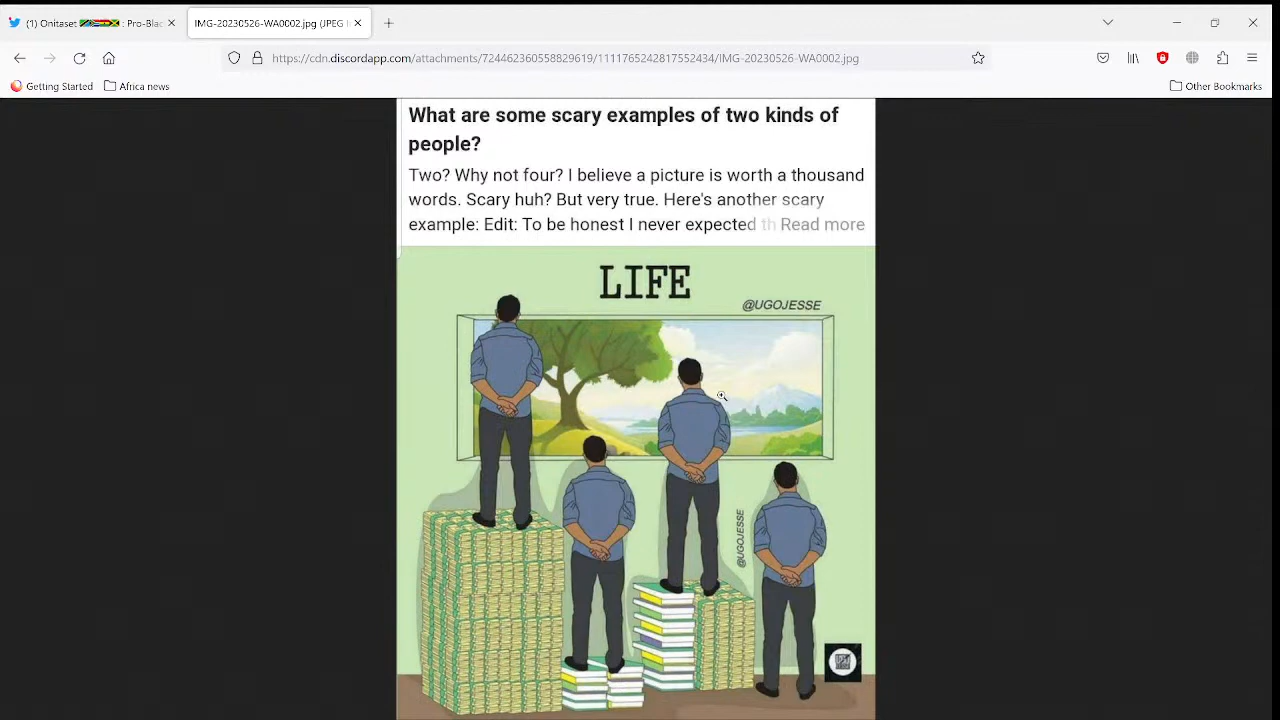 (1) Onitaset : Pro-Blac
IMG-20230526-WA0002.jpg (JPEG I
https://cdn.discordapp.com/attachments/724462360558829619/1111765242817552434/IMG-20230526-WA0002.jpg
Getting Started
Africa news
Other Bookmarks
What are some scary examples of two kinds of
people?
Two? Why not four? I believe a picture is worth a thousand
words. Scary huh? But very true. Here's another scary
example: Edit: To be honest I never expected th Read more
LIFE
@UGOJESSE
@UGOJESSE